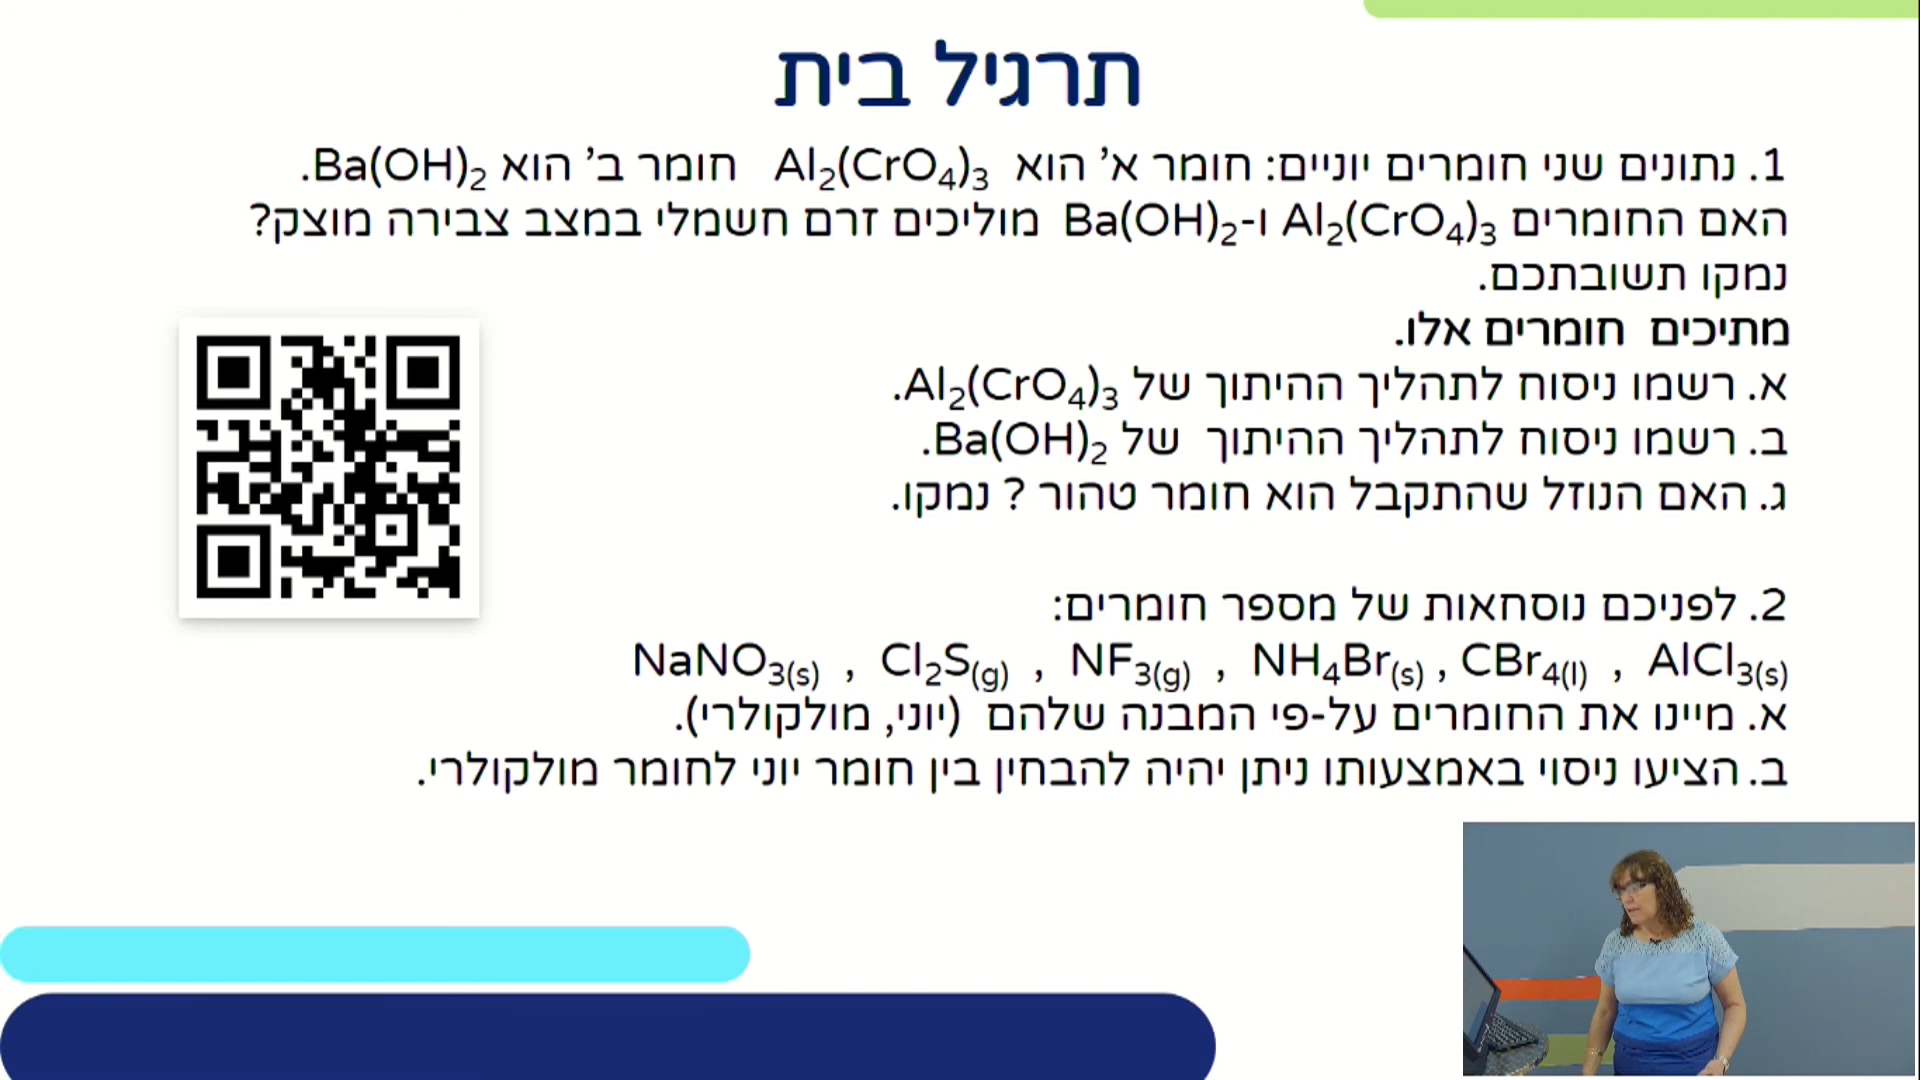 תרגיל בית
1. נתונים שני חומרים יוניים: חומר א' הוא Al₂(CrO₄)₃ חומר ב' הוא Ba(OH)₂.
האם החומרים Al₂(CrO₄)₃ ו-Ba(OH)₂ מוליכים זרם חשמלי במצב צבירה מוצק?
נמקו תשובתכם.
מתיכים חומרים אלו.
א. רשמו ניסוח לתהליך ההיתוך של Al₂(CrO₄)₃.
ב. רשמו ניסוח לתהליך ההיתוך של Ba(OH)₂.
ג. האם הנוזל שהתקבל הוא חומר טהור ? נמקו.
2. לפניכם נוסחאות של מספר חומרים:
NaNO₃(s) , Cl₂S(g) , NF₃(g) , NH₄Br(s) , CBr₄(l) , AlCl₃(s)
א. מיינו את החומרים על-פי המבנה שלהם (יוני, מולקולרי).
ב. הציעו ניסוי באמצעותו ניתן יהיה להבחין בין חומר יוני לחומר מולקולרי.